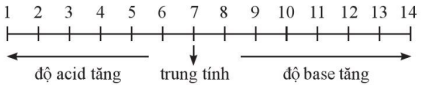 1 2 3 4 5 6 7 8 9 10 11 12 13 14
độ acid tăng trung tính độ base tăng